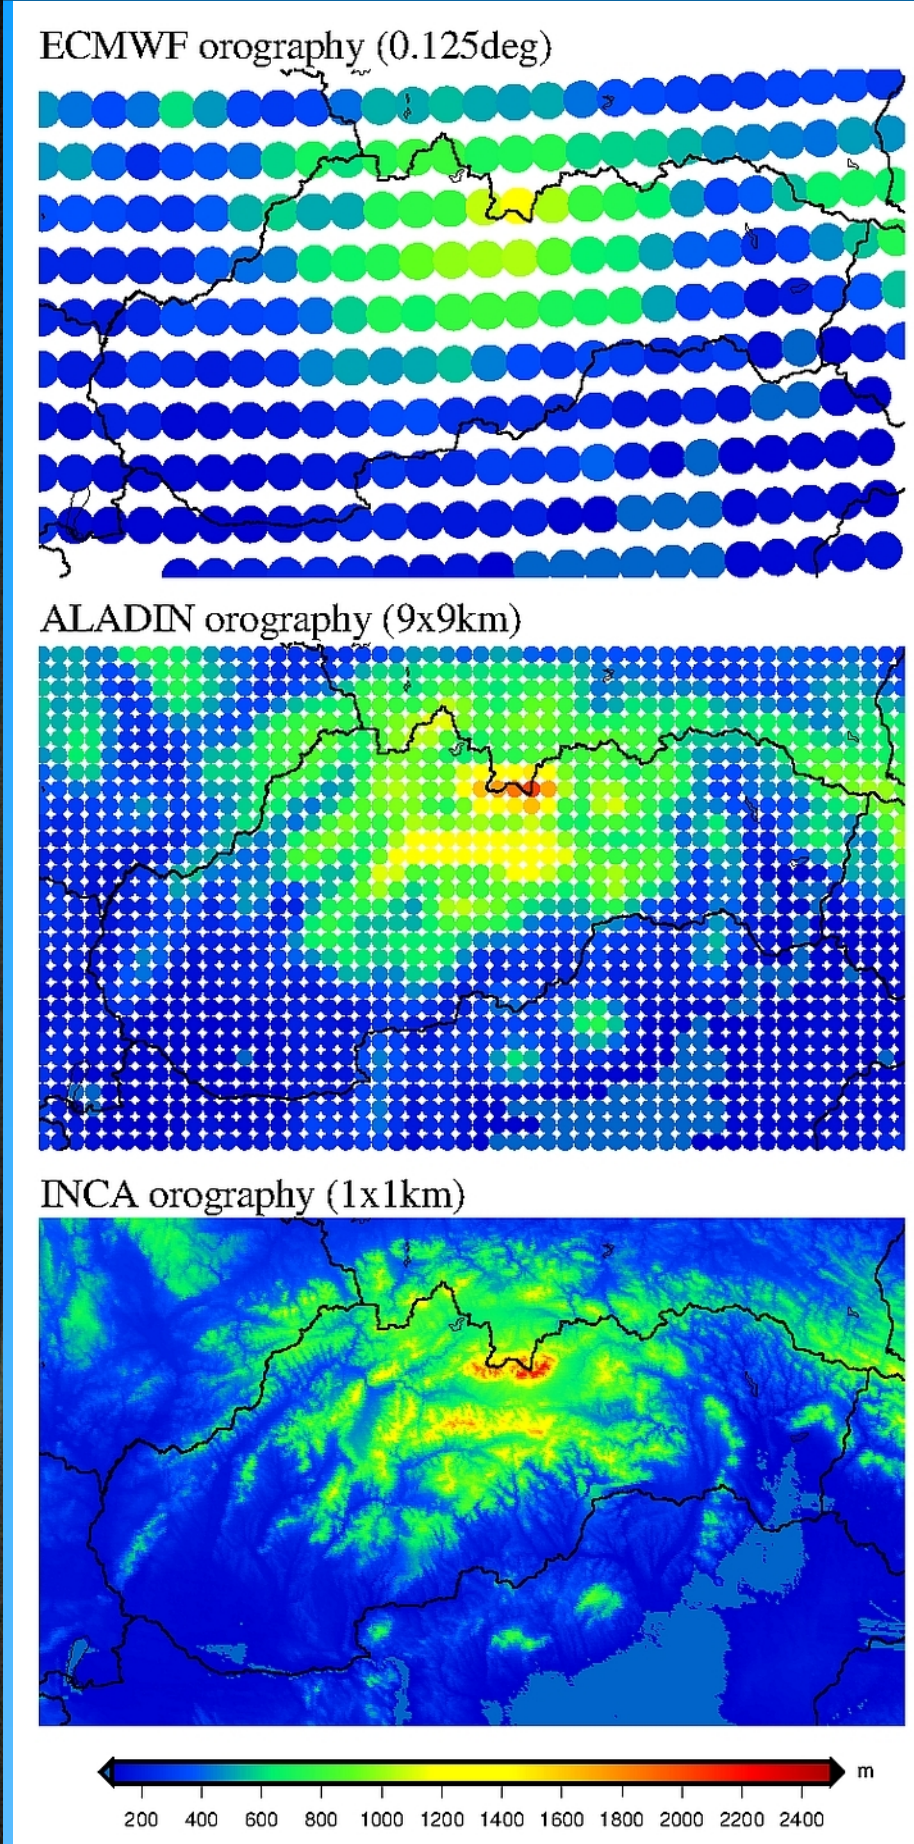 ECMWF orography (0.125deg)
ALADIN orography (9x9km)
INCA orography (1x1km)
m
200 400 600 800 1000 1200 1400 1600 1800 2000 2200 2400